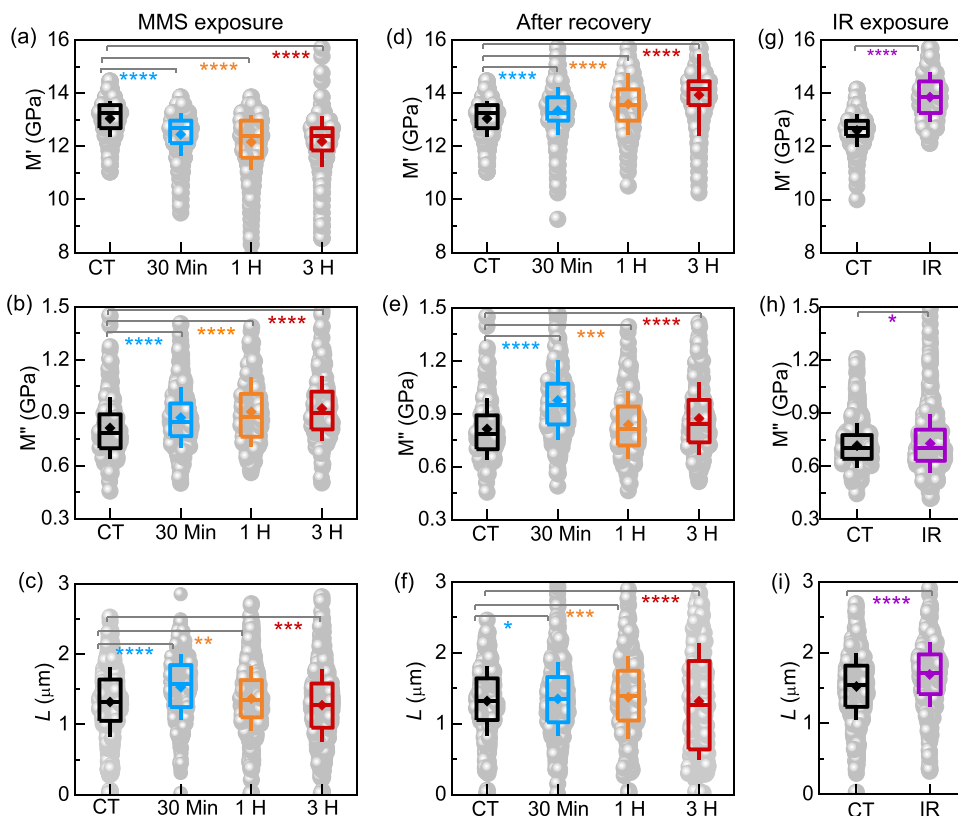 MMS exposure
After recovery
IR exposure
(a)
M' (GPa)
16
14
12
10
8
****
****
****
CT
30 Min
1 H
3 H
(d)
M' (GPa)
16
14
12
10
8
****
****
****
CT
30 Min
1 H
3 H
(g)
M' (GPa)
16
14
12
10
8
****
CT
IR
(b)
M" (GPa)
1.5
1.2
0.9
0.6
0.3
****
****
****
CT
30 Min
1 H
3 H
(e)
M" (GPa)
1.5
1.2
0.9
0.6
0.3
****
***
****
CT
30 Min
1 H
3 H
(h)
M" (GPa)
1.5
1.2
0.9
0.6
0.3
*
CT
IR
(c)
L (μm)
3
2
1
0
****
**
***
CT
30 Min
1 H
3 H
(f)
L (μm)
3
2
1
0
*
***
****
CT
30 Min
1 H
3 H
(i)
L (μm)
3
2
1
0
****
CT
IR